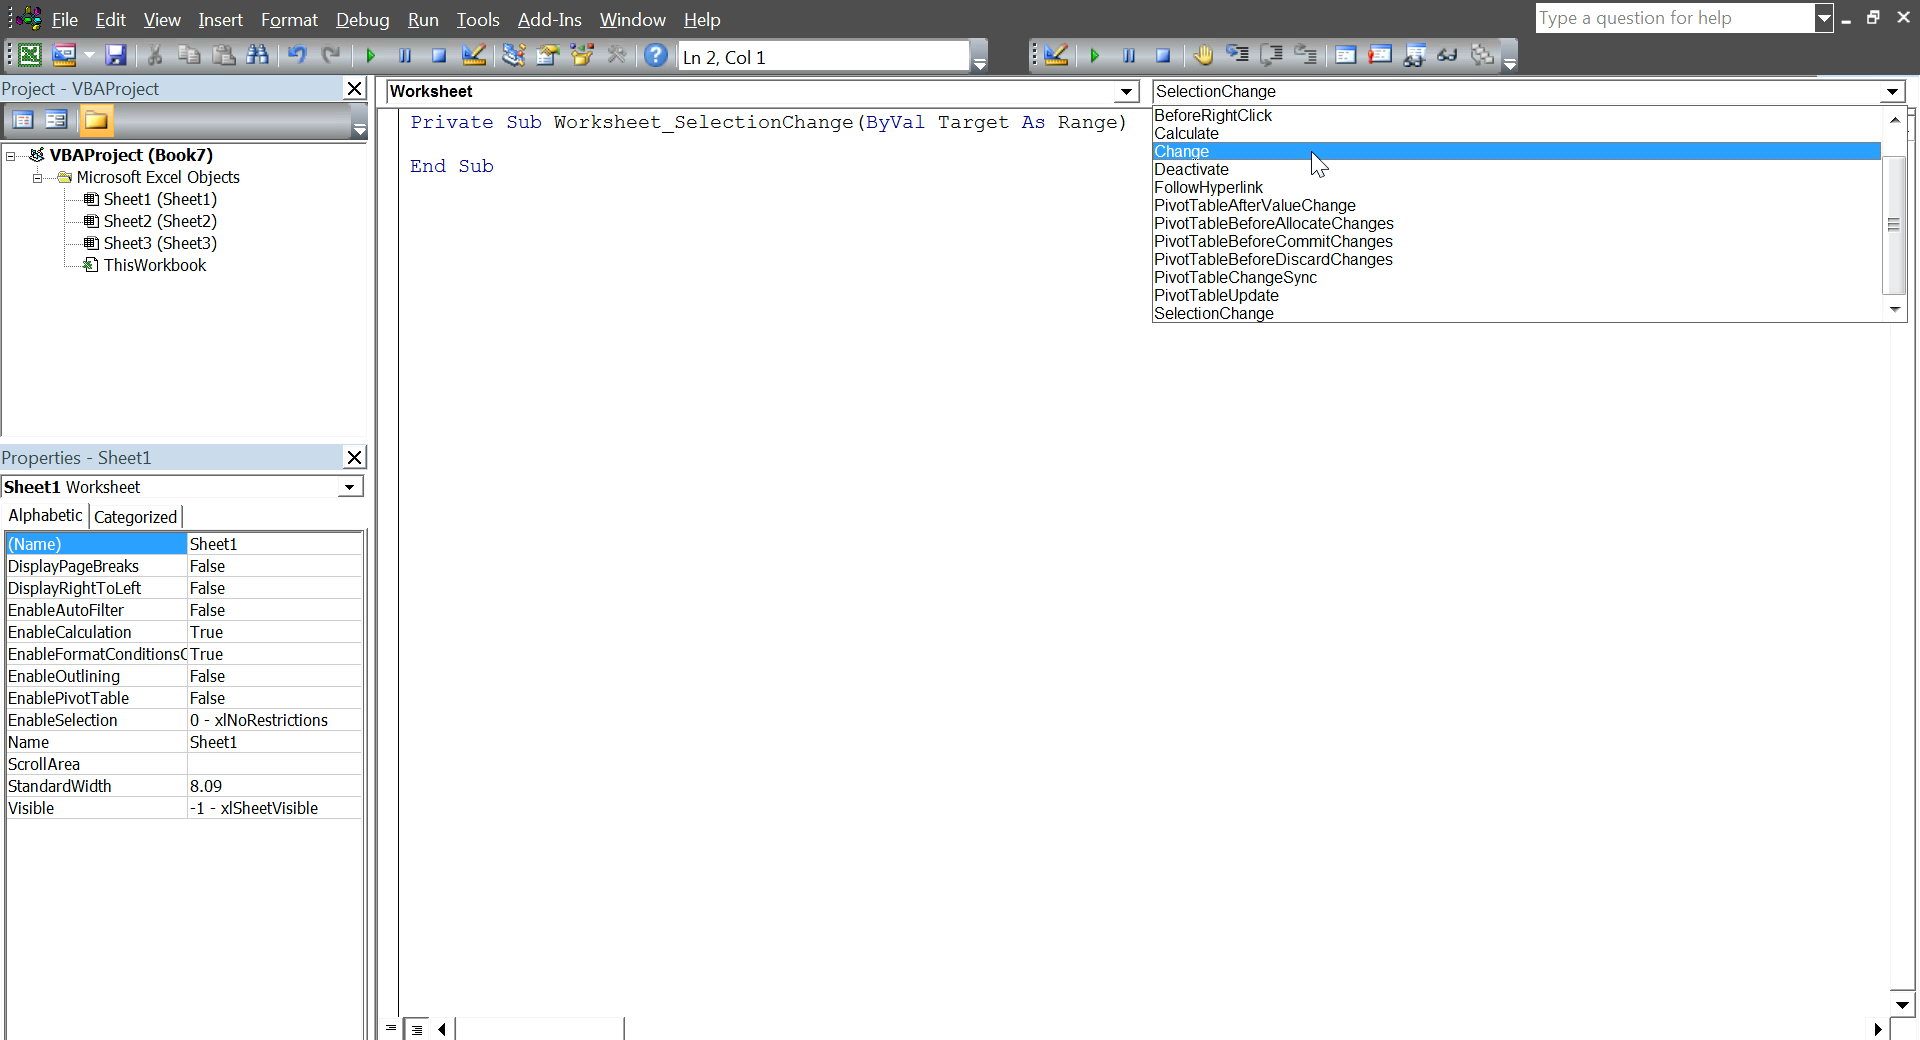 File Edit View Insert Format Debug Run Tools Add-Ins Window Help
Type a question for help
Ln 2, Col 1
Project - VBAProject
VBAProject (Book7)
Microsoft Excel Objects
Sheet1 (Sheet1)
Sheet2 (Sheet2)
Sheet3 (Sheet3)
ThisWorkbook
Properties - Sheet1
Sheet1 Worksheet
Alphabetic Categorized
(Name) Sheet1
DisplayPageBreaks False
DisplayRightToLeft False
EnableAutoFilter False
EnableCalculation True
EnableFormatConditionsC True
EnableOutlining False
EnablePivotTable False
EnableSelection 0 - xlNoRestrictions
Name Sheet1
ScrollArea
StandardWidth 8.09
Visible -1 - xlSheetVisible
Worksheet
SelectionChange
Private Sub Worksheet_SelectionChange(ByVal Target As Range)
End Sub
BeforeRightClick
Calculate
Change
Deactivate
FollowHyperlink
PivotTableAfterValueChange
PivotTableBeforeAllocateChanges
PivotTableBeforeCommitChanges
PivotTableBeforeDiscardChanges
PivotTableChangeSync
PivotTableUpdate
SelectionChange